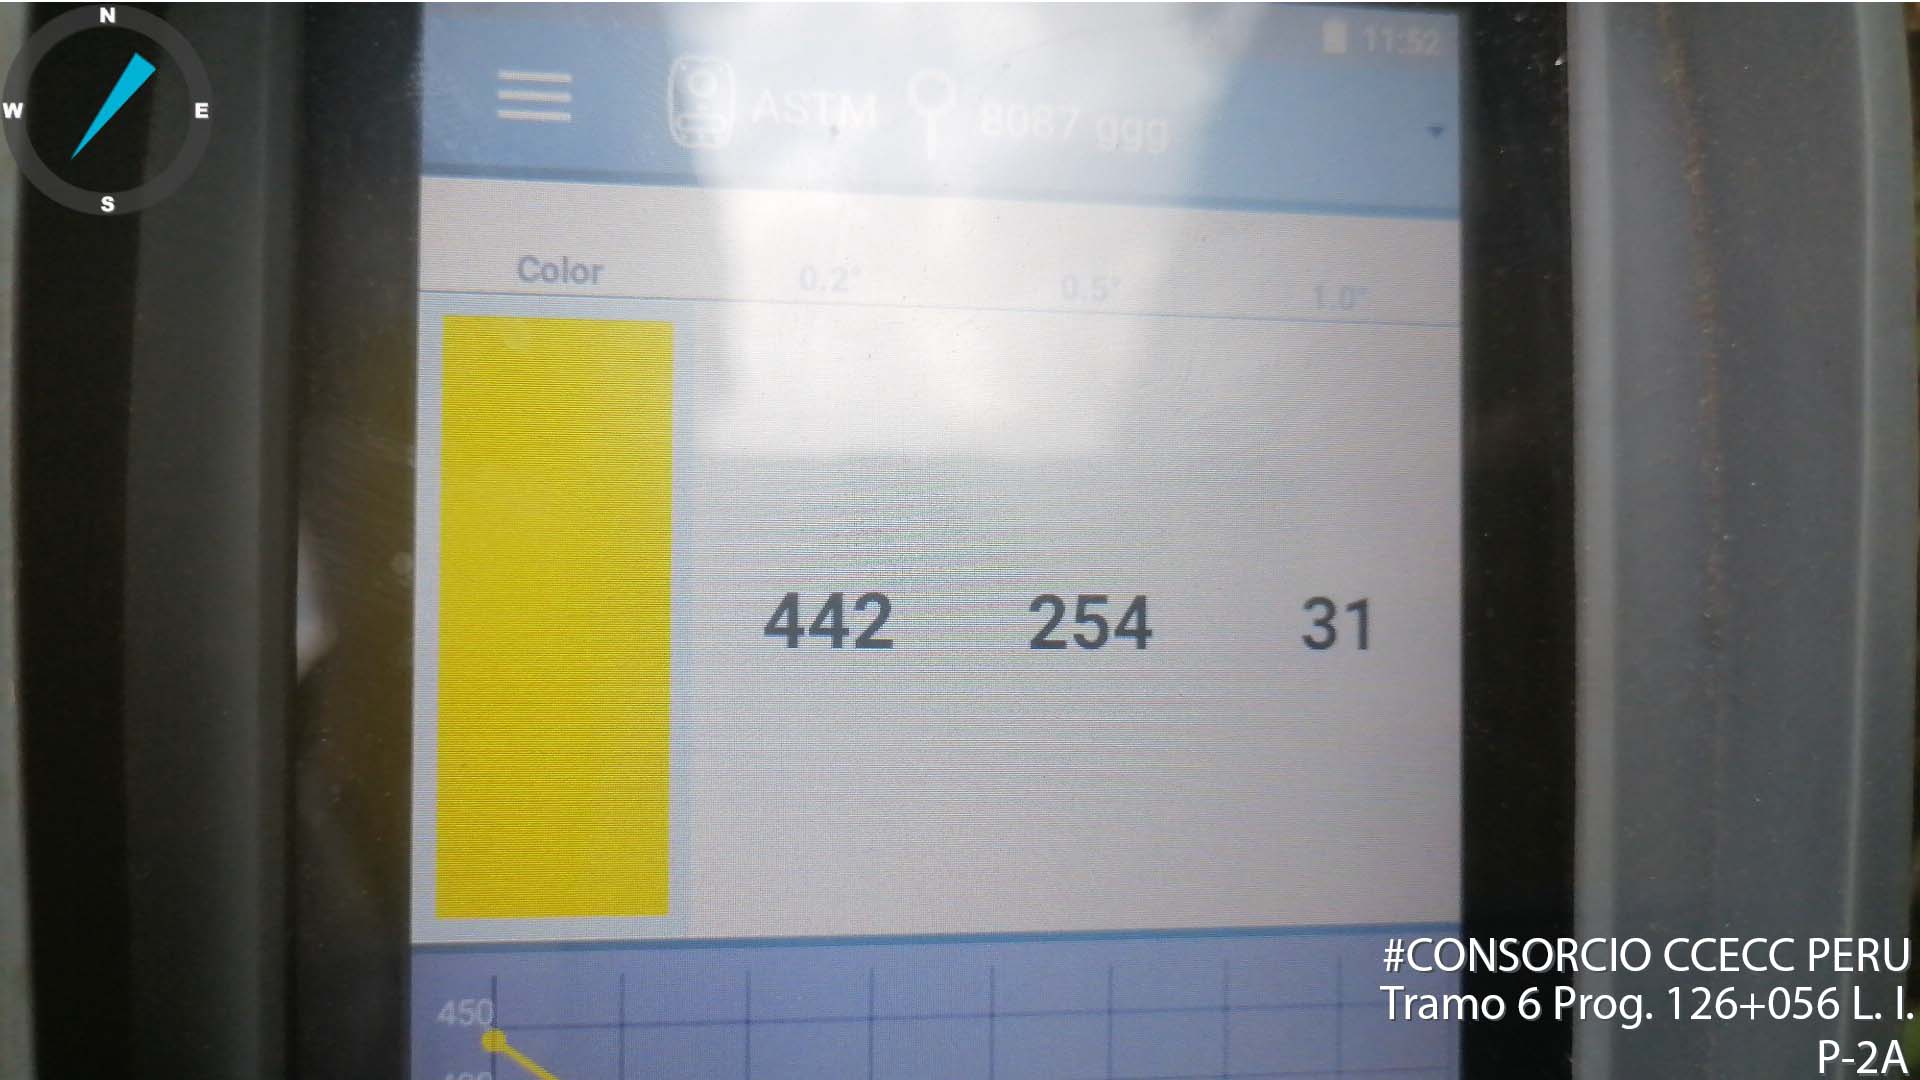 N
W E
S
11:52
ASTM 8087 ggg
Color 0.2° 0.5° 1.0°
442 254 31
450
#CONSORCIO CCECC PERU
Tramo 6 Prog. 126+056 L. I.
P-2A